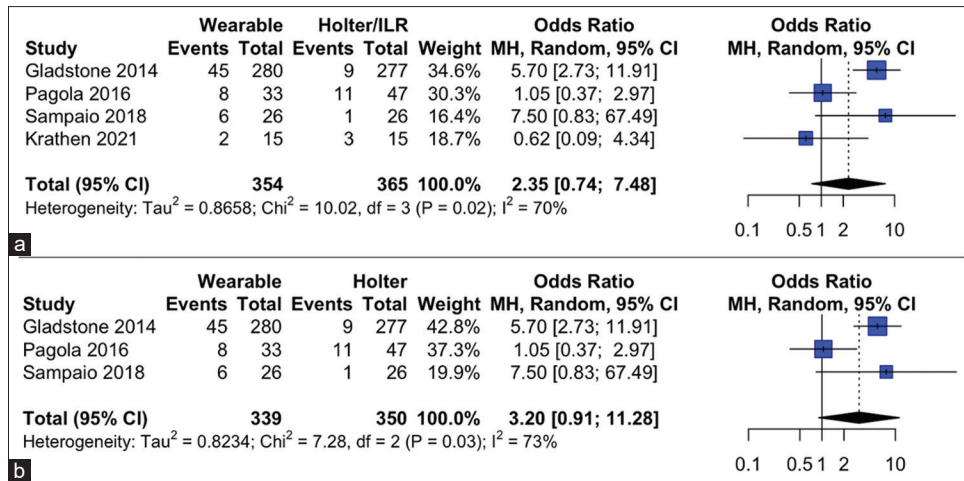 Wearable Holter/ILR Odds Ratio Odds Ratio
Study Events Total Events Total Weight MH, Random, 95% CI MH, Random, 95% CI
Gladstone 2014 45 280 9 277 34.6% 5.70 [2.73; 11.91]
Pagola 2016 8 33 11 47 30.3% 1.05 [0.37; 2.97]
Sampaio 2018 6 26 1 26 16.4% 7.50 [0.83; 67.49]
Krathen 2021 2 15 3 15 18.7% 0.62 [0.09; 4.34]
Total (95% CI) 354 365 100.0% 2.35 [0.74; 7.48]
Heterogeneity: Tau² = 0.8658; Chi² = 10.02, df = 3 (P = 0.02); I² = 70%
0.1 0.5 1 2 10
a
Wearable Holter Odds Ratio Odds Ratio
Study Events Total Events Total Weight MH, Random, 95% CI MH, Random, 95% CI
Gladstone 2014 45 280 9 277 42.8% 5.70 [2.73; 11.91]
Pagola 2016 8 33 11 47 37.3% 1.05 [0.37; 2.97]
Sampaio 2018 6 26 1 26 19.9% 7.50 [0.83; 67.49]
Total (95% CI) 339 350 100.0% 3.20 [0.91; 11.28]
Heterogeneity: Tau² = 0.8234; Chi² = 7.28, df = 2 (P = 0.03); I² = 73%
0.1 0.5 1 2 10
b